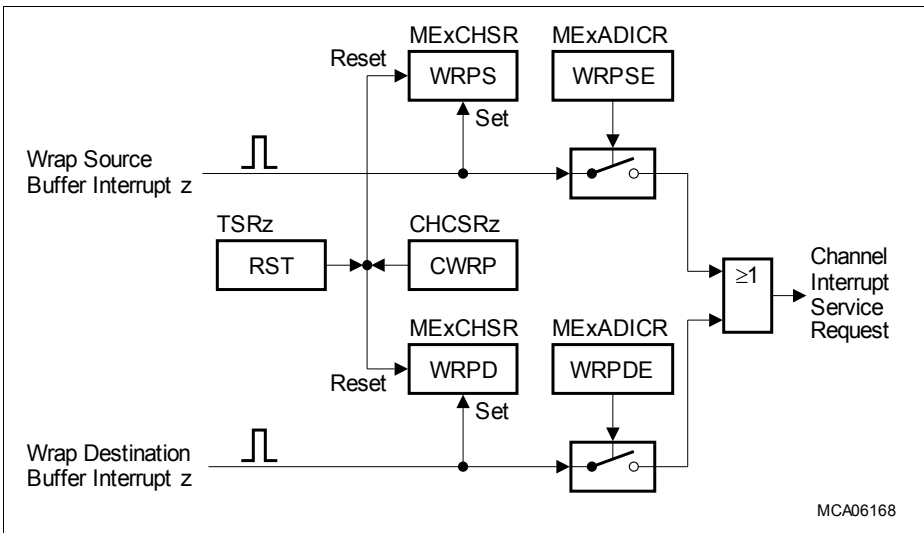 MExCHSR
MExADICR
Reset
WRPS
WRPSE
Set
Wrap Source
Buffer Interrupt z
TSRz
CHCSRz
RST
CWRP
≥1
Channel
Interrupt
Service
Request
MExCHSR
MExADICR
Reset
WRPD
WRPDE
Set
Wrap Destination
Buffer Interrupt z
MCA06168